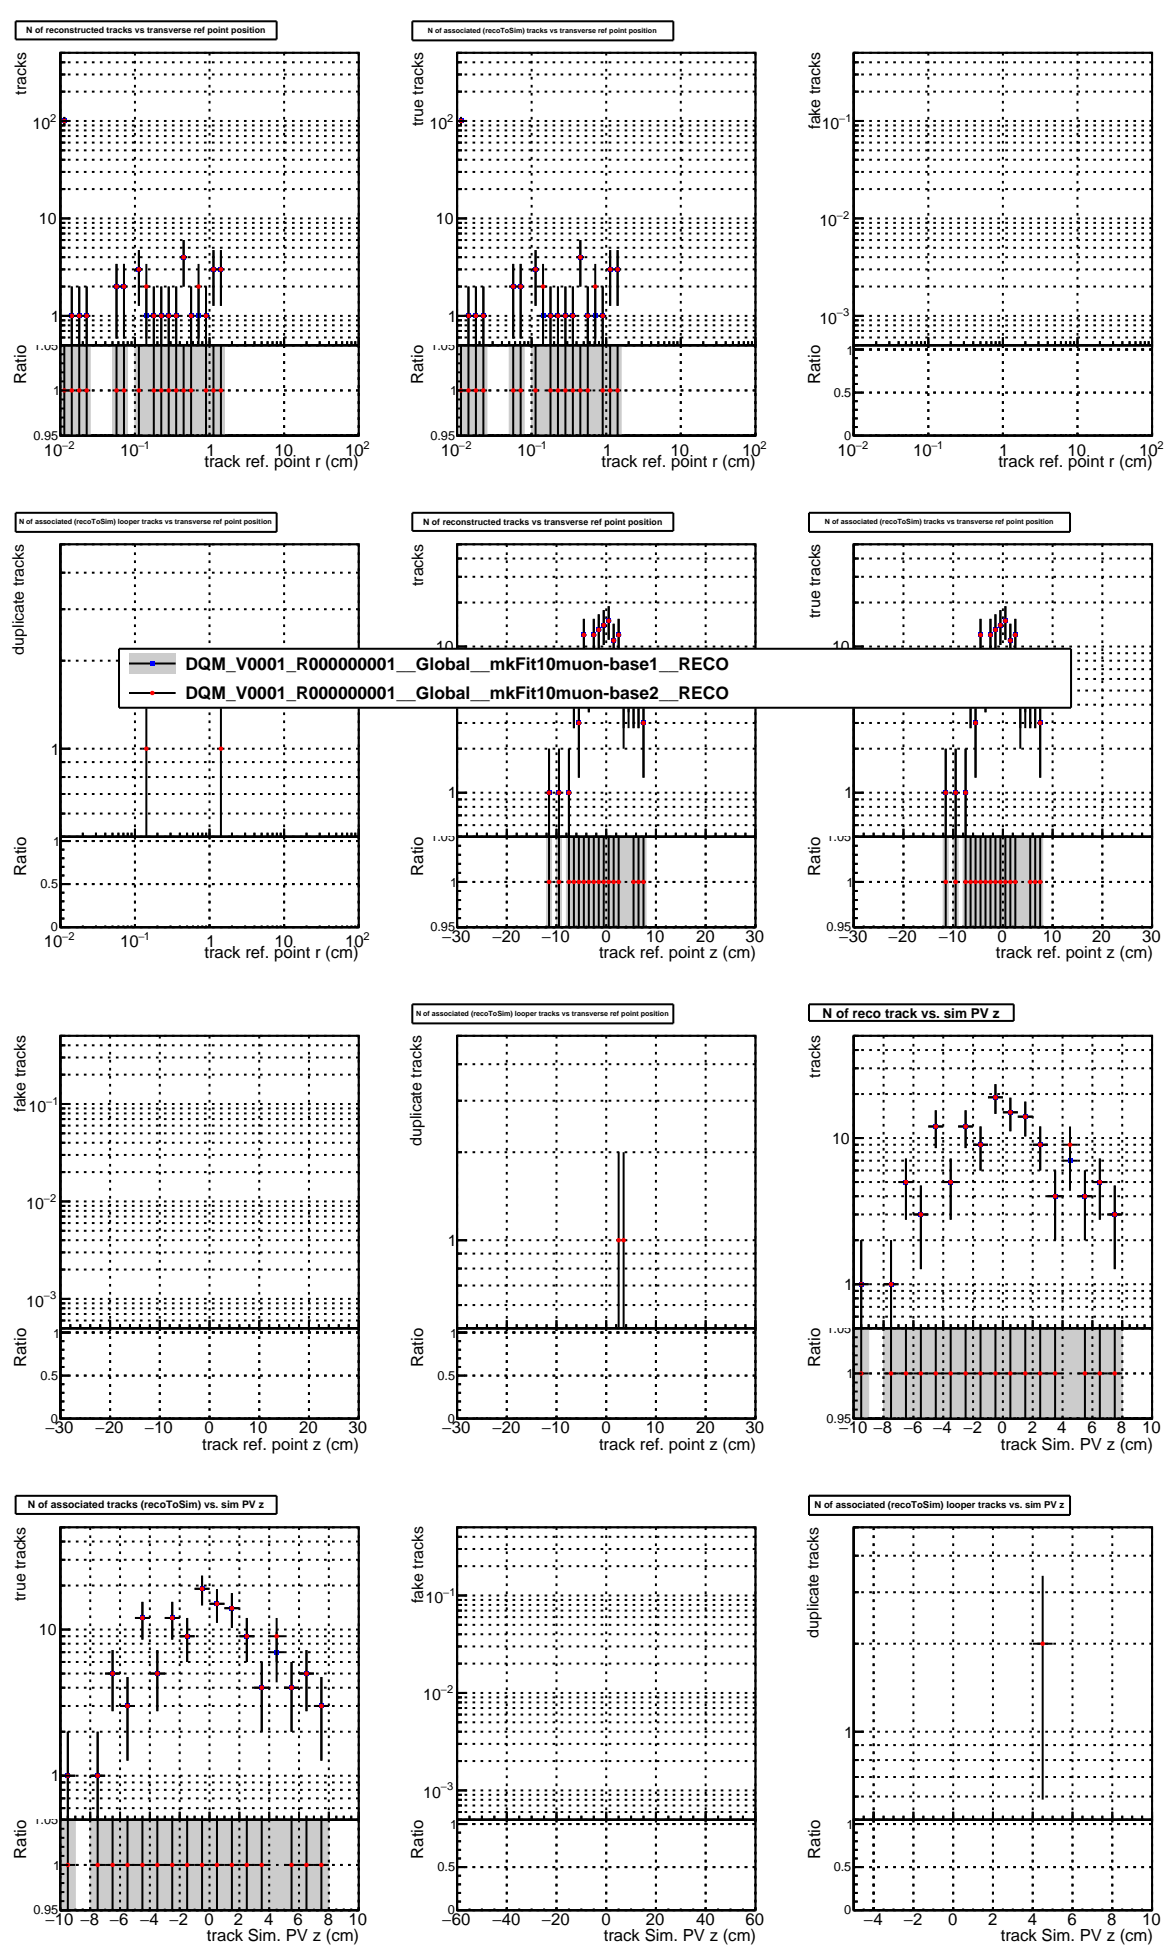 N of reconstructed tracks vs transverse ref point position
N of associated (recoToSim) tracks vs transverse ref point position
tracks
true tracks
fake tracks
10²
10²
10⁻¹
10
10
10⁻²
1
1
10⁻³
Ratio
1.05
1
0.95
Ratio
1.05
1
0.95
Ratio
1
0.5
0
10⁻² 10⁻¹ 1 10 10²
10⁻² 10⁻¹ 1 10 10²
10⁻² 10⁻¹ 1 10 10²
track ref. point r (cm)
track ref. point r (cm)
track ref. point r (cm)
N of associated (recoToSim) looper tracks vs transverse ref point position
N of reconstructed tracks vs transverse ref point position
N of associated (recoToSim) tracks vs transverse ref point position
duplicate tracks
tracks
true tracks
10
10
DQM_V0001_R000000001__Global__mkFit10muon-base1__RECO
DQM_V0001_R000000001__Global__mkFit10muon-base2__RECO
1
1
1
Ratio
1
0.5
0
Ratio
1.05
1
0.95
Ratio
1.05
1
0.95
10⁻² 10⁻¹ 1 10 10²
−30 −20 −10 0 10 20 30
−30 −20 −10 0 10 20 30
track ref. point r (cm)
track ref. point z (cm)
track ref. point z (cm)
N of associated (recoToSim) looper tracks vs transverse ref point position
N of reco track vs. sim PV z
fake tracks
duplicate tracks
tracks
10⁻¹
10⁻²
10⁻³
1
10
1
Ratio
1
0.5
0
Ratio
1
0.5
0
Ratio
1.05
1
0.95
−30 −20 −10 0 10 20 30
−30 −20 −10 0 10 20 30
−10 −8 −6 −4 −2 0 2 4 6 8 10
track ref. point z (cm)
track ref. point z (cm)
track Sim. PV z (cm)
N of associated tracks (recoToSim) vs. sim PV z
N of associated (recoToSim) looper tracks vs. sim PV z
true tracks
fake tracks
duplicate tracks
10
1
10⁻¹
10⁻²
10⁻³
1
Ratio
1.05
1
0.95
Ratio
1
0.5
0
Ratio
1
0.5
0
−10 −8 −6 −4 −2 0 2 4 6 8 10
−60 −40 −20 0 20 40 60
−4 −2 0 2 4 6 8 10
track Sim. PV z (cm)
track Sim. PV z (cm)
track Sim. PV z (cm)